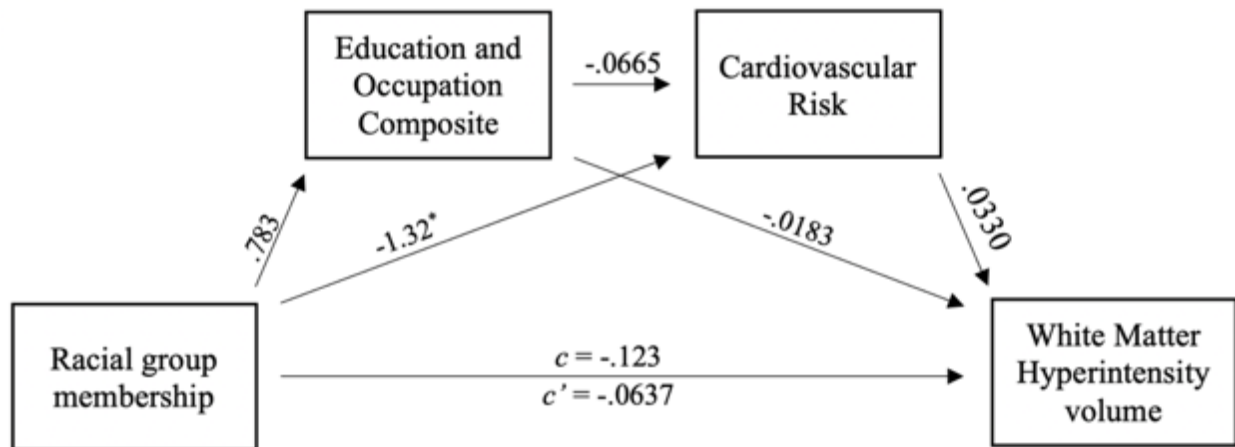 Education and
Occupation
Composite
-.0665
Cardiovascular
Risk
.783
-1.32*
-.0183
.0330
Racial group
membership
c = -.123
c’ = -.0637
White Matter
Hyperintensity
volume